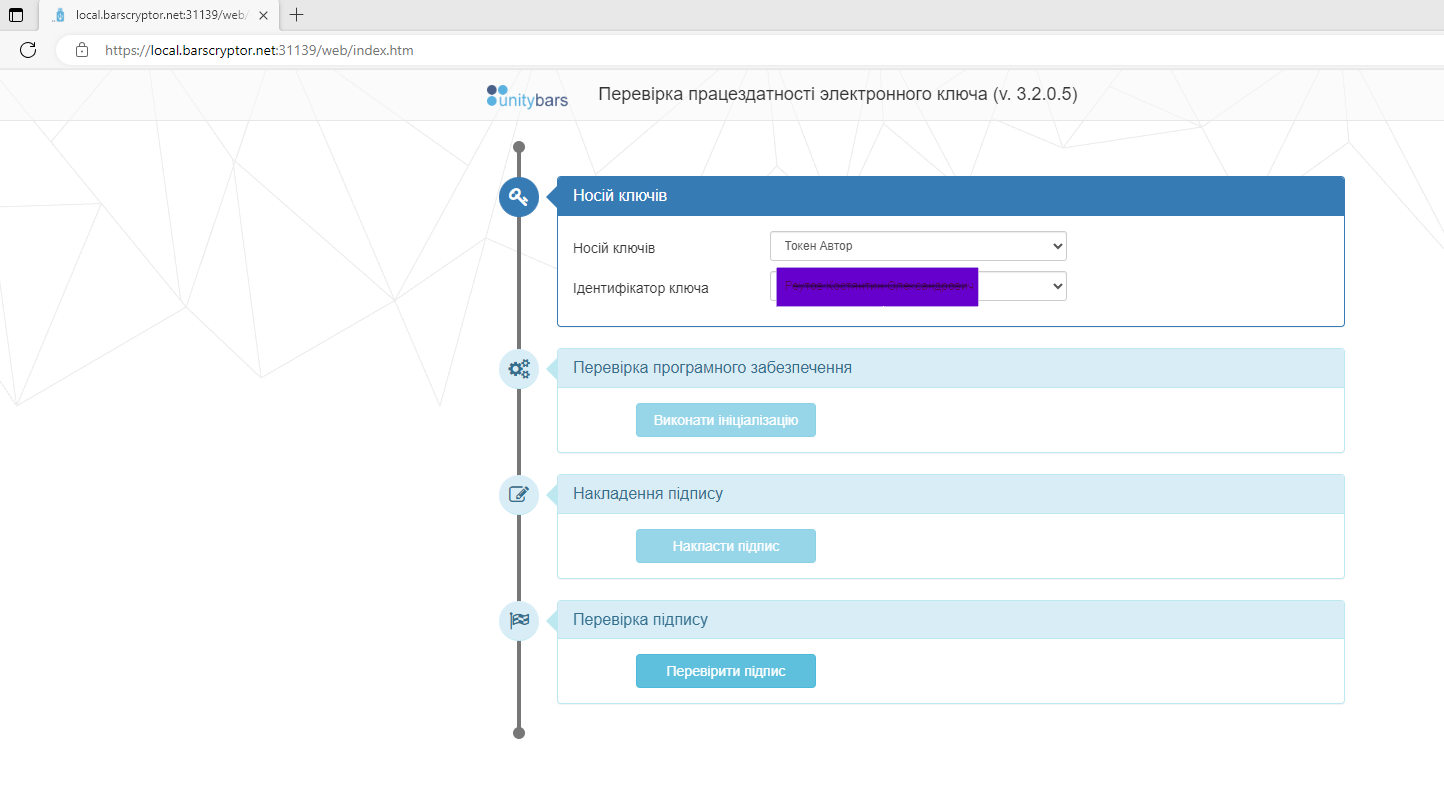 local.barscryptor.net:31139/web/
https://local.barscryptor.net:31139/web/index.htm
unitybars
Перевірка працездатності электронного ключа (v. 3.2.0.5)
Носій ключів
Носій ключів
Токен Автор
Ідентифікатор ключа
Перевірка програмного забезпечення
Виконати ініціалізацію
Накладення підпису
Накласти підпис
Перевірка підпису
Перевірити підпис